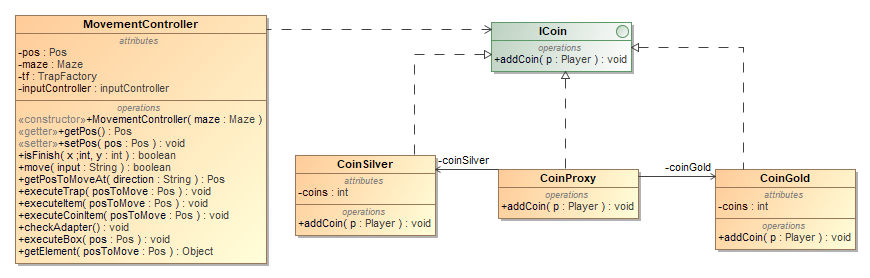 MovementController
attributes
-pos : Pos
-maze : Maze
-tf : TrapFactory
-inputController : inputController
operations
«constructor»+MovementController( maze : Maze )
«getter»+getPos() : Pos
«setter»+setPos( pos : Pos ) : void
+isFinish( x ;int, y : int ) : boolean
+move( input : String ) : boolean
+getPosToMoveAt( direction : String ) : Pos
+executeTrap( posToMove : Pos ) : void
+executeItem( posToMove : Pos ) : void
+executeCoinItem( posToMove : Pos ) : void
+checkAdapter() : void
+executeBox( pos : Pos ) : void
+getElement( posToMove : Pos ) : Object
ICoin
operations
+addCoin( p : Player ) : void
CoinSilver
attributes
-coins : int
operations
+addCoin( p : Player ) : void
-coinSilver
CoinProxy
operations
+addCoin( p : Player ) : void
-coinGold
CoinGold
attributes
-coins : int
operations
+addCoin( p : Player ) : void